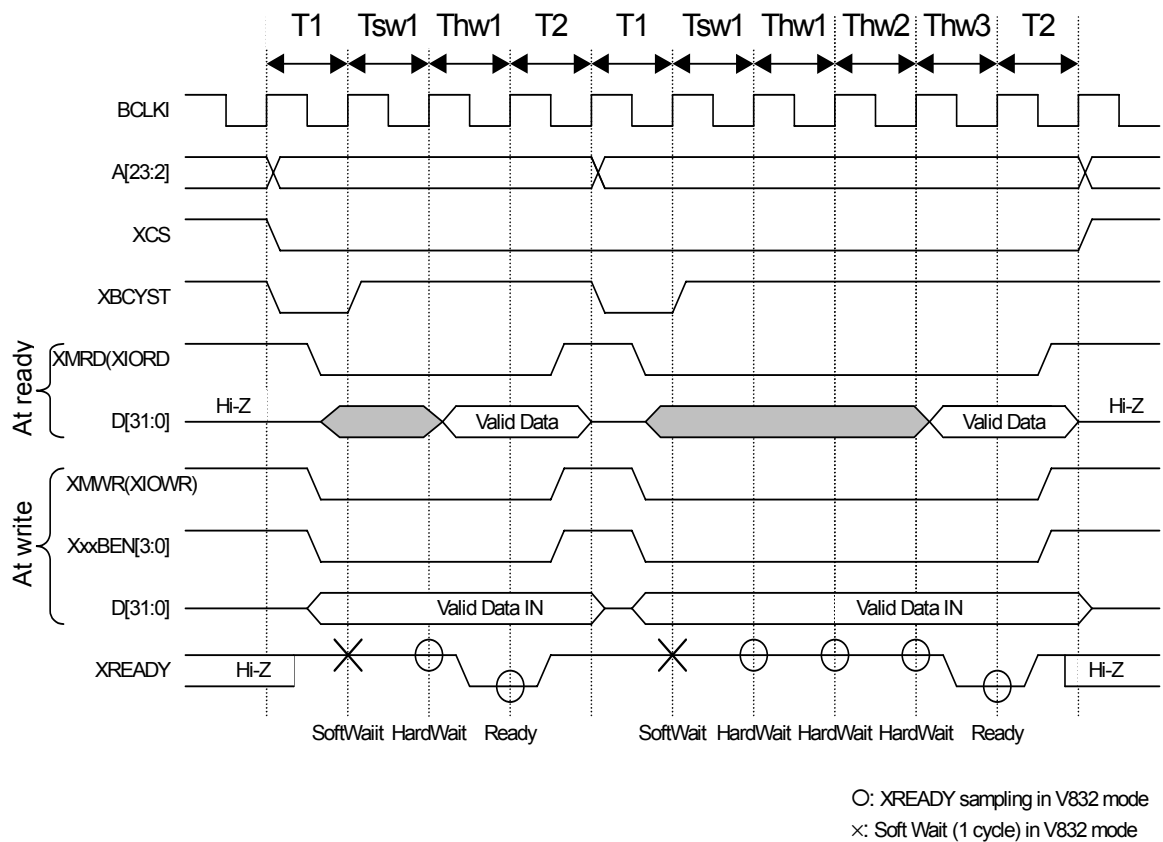 T1 Tsw1 Thw1 T2 T1 Tsw1 Thw1 Thw2 Thw3 T2
BCLKI
A[23:2]
XCS
XBCYST
At ready
XMRD(XIORD
Hi-Z D[31:0] Valid Data Valid Data Hi-Z
At write
XMWR(XIOWR)
XxxBEN[3:0]
D[31:0] Valid Data IN Valid Data IN
XREADY Hi-Z Hi-Z
SoftWaiit HardWait Ready SoftWait HardWait HardWait HardWait Ready
○: XREADY sampling in V832 mode
×: Soft Wait (1 cycle) in V832 mode